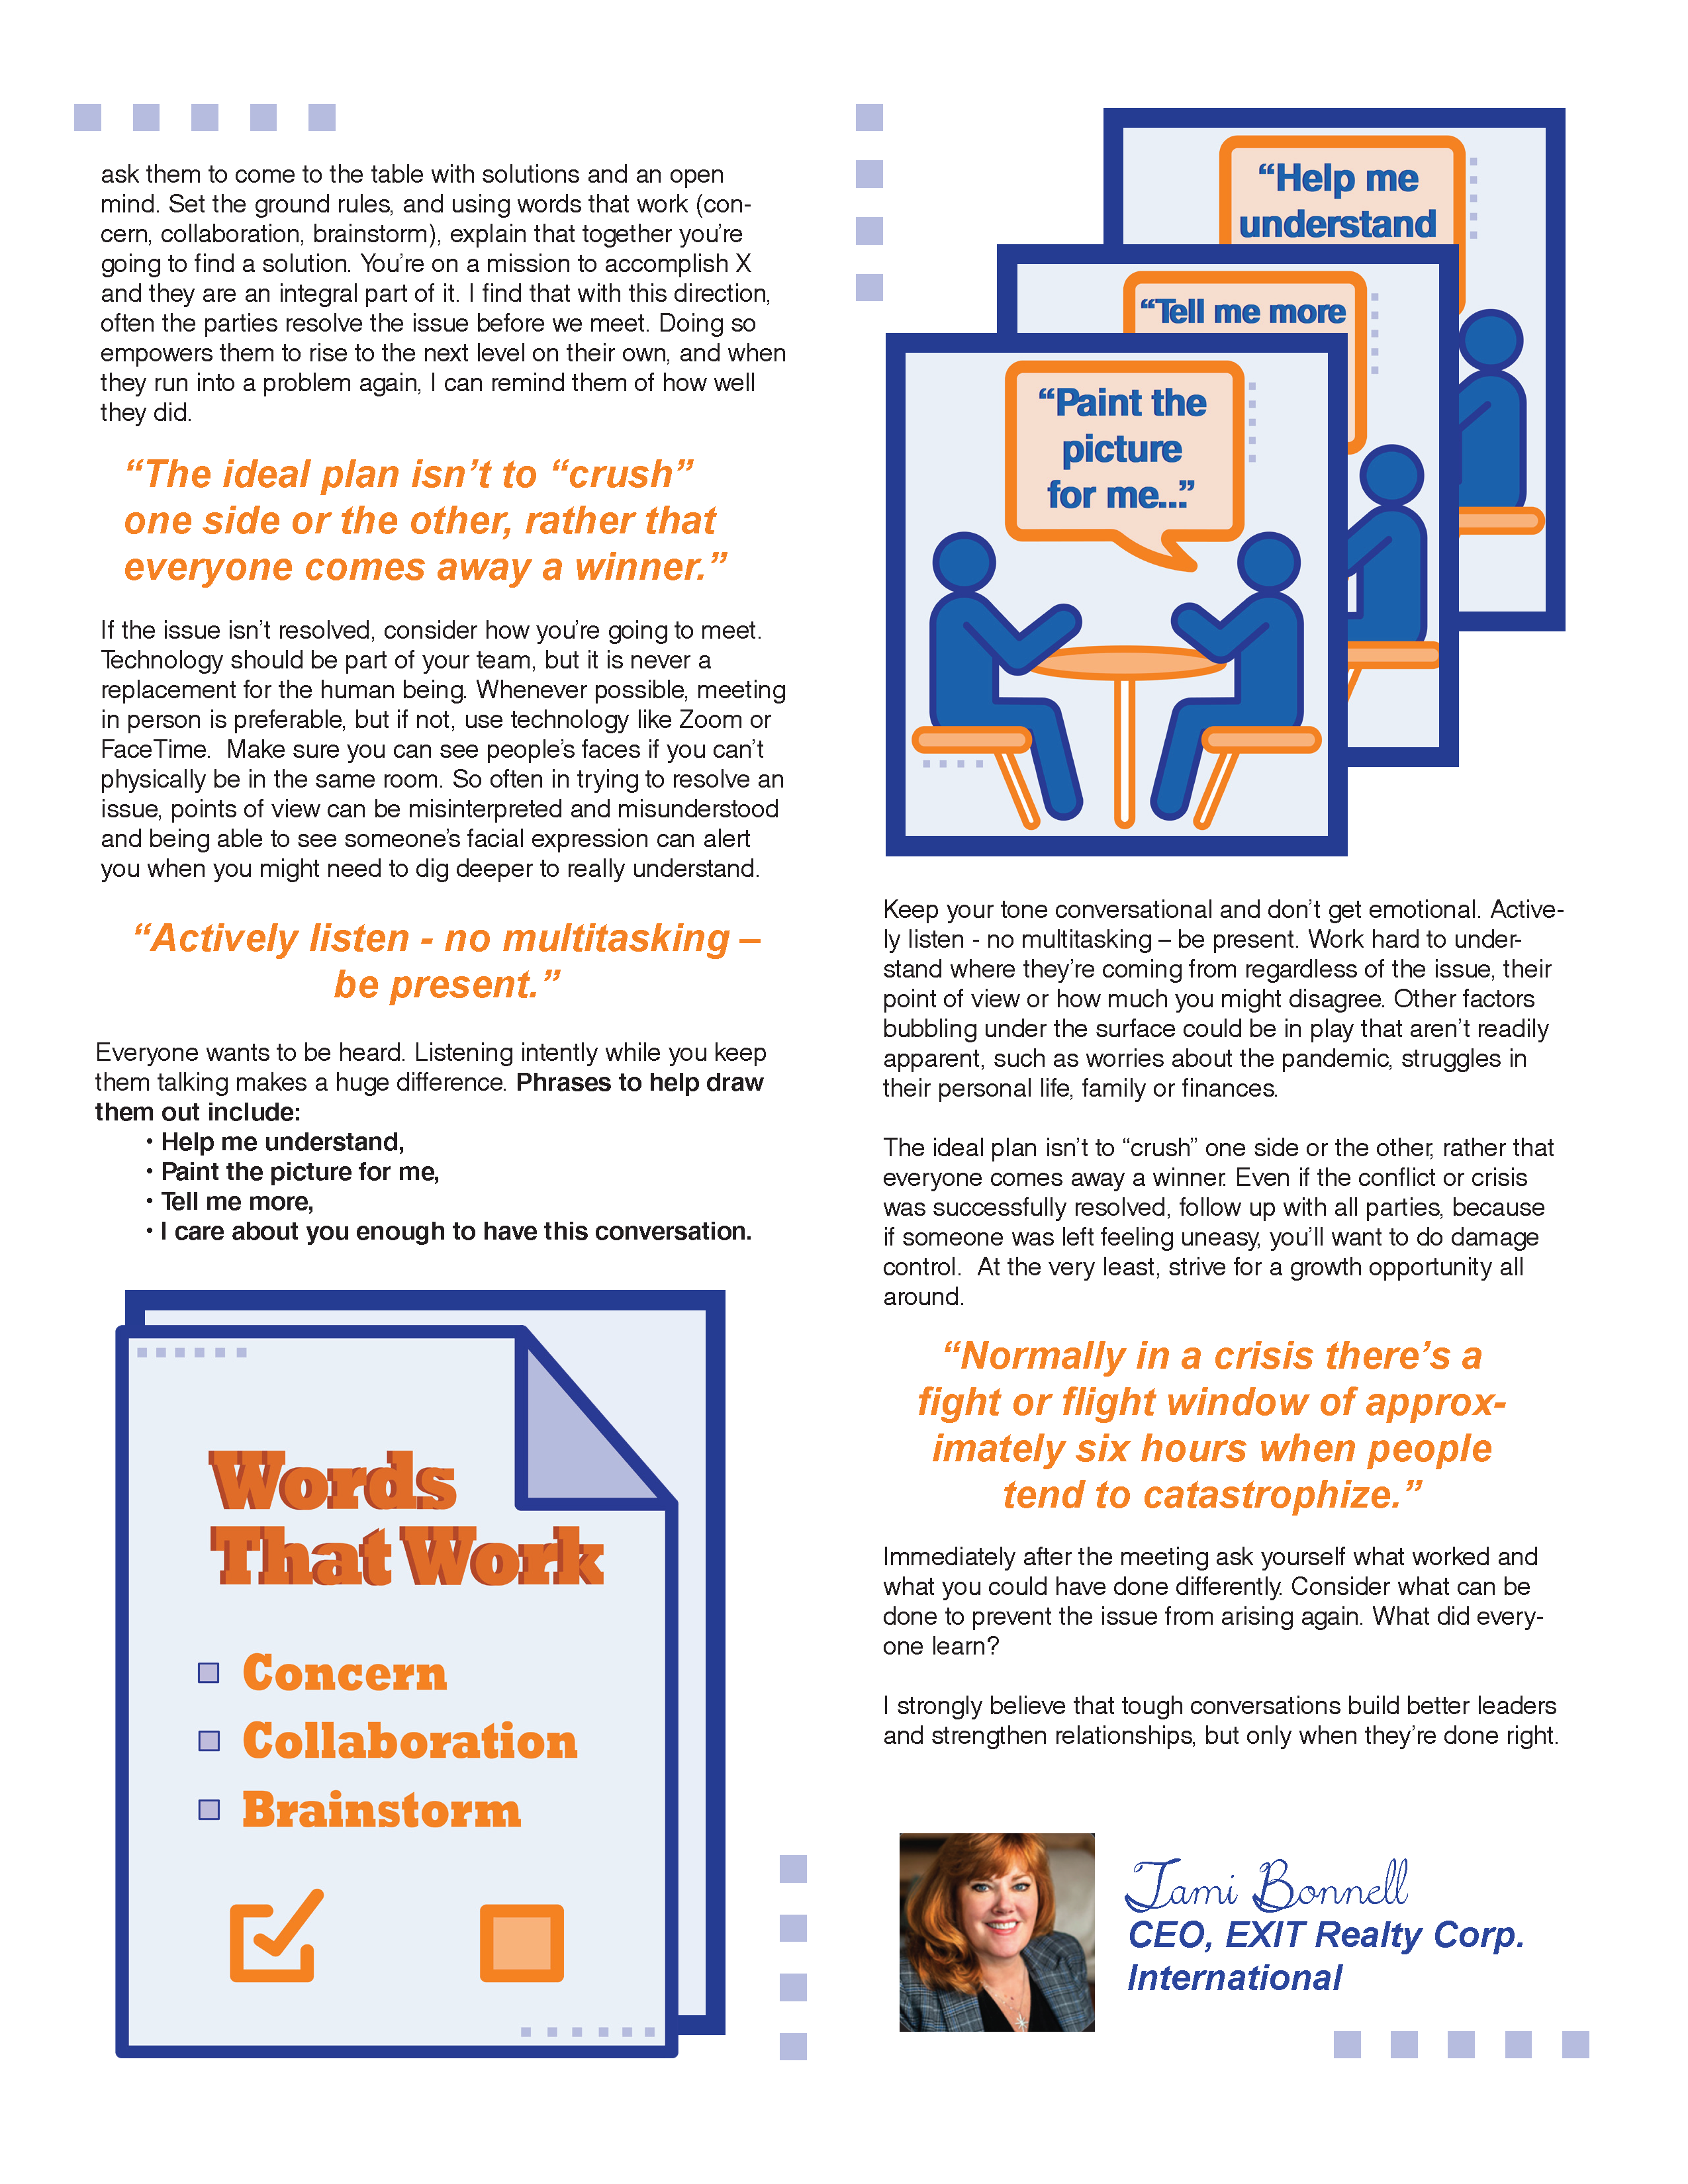 ask them to come to the table with solutions and an open
mind. Set the ground rules, and using words that work (con-
cern, collaboration, brainstorm), explain that together you’re
going to find a solution. You’re on a mission to accomplish X
and they are an integral part of it. I find that with this direction,
often the parties resolve the issue before we meet. Doing so
empowers them to rise to the next level on their own, and when
they run into a problem again, I can remind them of how well
they did.
“The ideal plan isn’t to “crush”
one side or the other, rather that
everyone comes away a winner.”
If the issue isn’t resolved, consider how you’re going to meet.
Technology should be part of your team, but it is never a
replacement for the human being. Whenever possible, meeting
in person is preferable, but if not, use technology like Zoom or
FaceTime.  Make sure you can see people’s faces if you can’t
physically be in the same room. So often in trying to resolve an
issue, points of view can be misinterpreted and misunderstood
and being able to see someone’s facial expression can alert
you when you might need to dig deeper to really understand.
“Actively listen - no multitasking –
be present.”
Everyone wants to be heard. Listening intently while you keep
them talking makes a huge difference. Phrases to help draw
them out include:
• Help me understand,
• Paint the picture for me,
• Tell me more,
• I care about you enough to have this conversation.
Words
That Work
Concern
Collaboration
Brainstorm
“Help me
understand
“Tell me more
“Paint the
picture
for me...”
Keep your tone conversational and don’t get emotional. Active-
ly listen - no multitasking – be present. Work hard to under-
stand where they’re coming from regardless of the issue, their
point of view or how much you might disagree. Other factors
bubbling under the surface could be in play that aren’t readily
apparent, such as worries about the pandemic, struggles in
their personal life, family or finances.
The ideal plan isn’t to “crush” one side or the other, rather that
everyone comes away a winner. Even if the conflict or crisis
was successfully resolved, follow up with all parties, because
if someone was left feeling uneasy, you’ll want to do damage
control.  At the very least, strive for a growth opportunity all
around.
“Normally in a crisis there’s a
fight or flight window of approx-
imately six hours when people
tend to catastrophize.”
Immediately after the meeting ask yourself what worked and
what you could have done differently. Consider what can be
done to prevent the issue from arising again. What did every-
one learn?
I strongly believe that tough conversations build better leaders
and strengthen relationships, but only when they’re done right.
Tami Bonnell
CEO, EXIT Realty Corp.
International